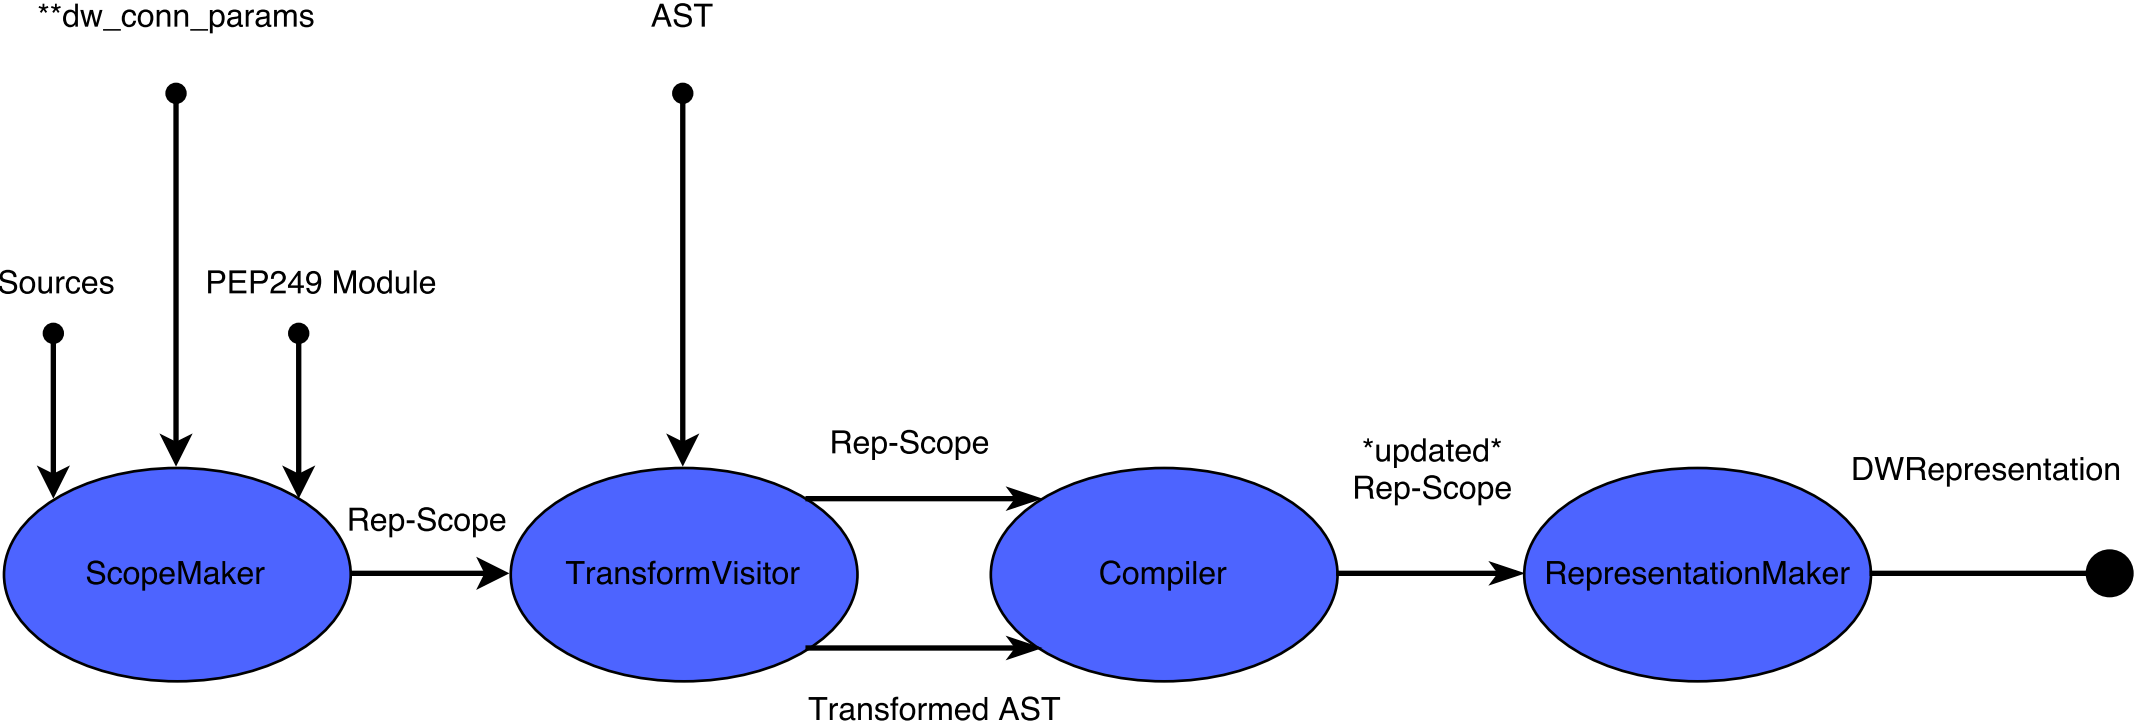 **dw_conn_params
AST
Sources
PEP249 Module
Rep-Scope
*updated*
Rep-Scope
DWRepresentation
Rep-Scope
ScopeMaker
TransformVisitor
Compiler
RepresentationMaker
Transformed AST